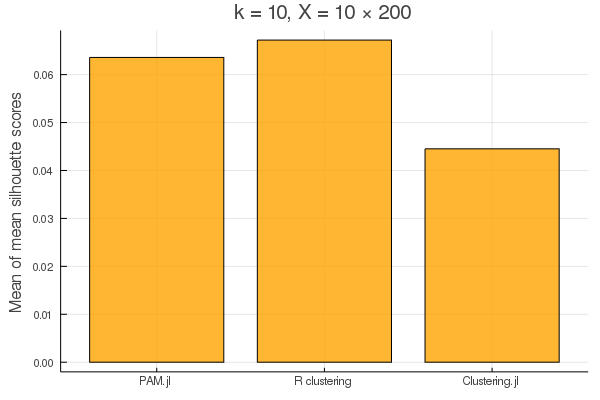 k = 10, X = 10 × 200
Mean of mean silhouette scores
0.06
0.05
0.04
0.03
0.02
0.01
0.00
PAM.jl
R clustering
Clustering.jl